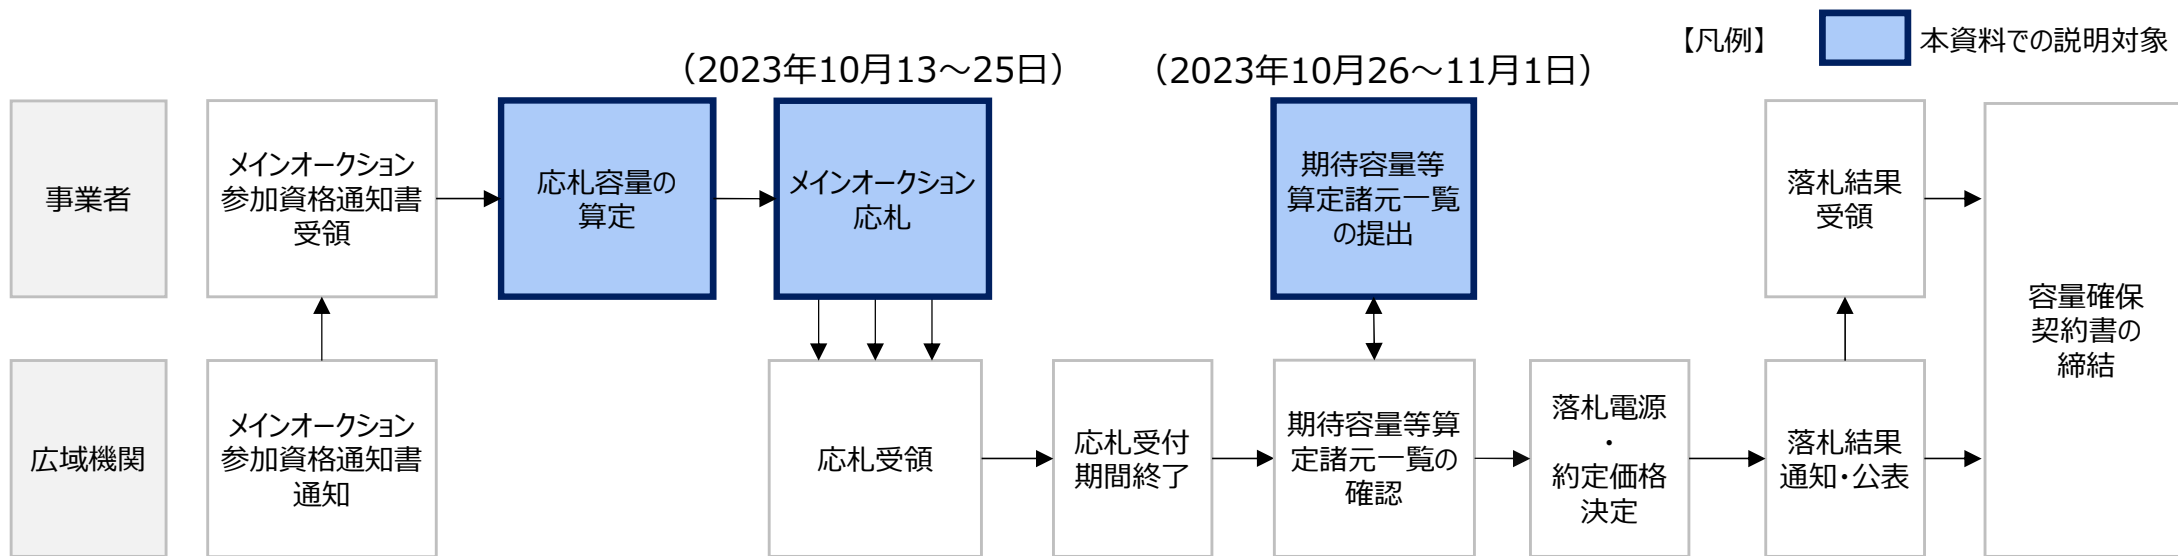 【凡例】
本資料での説明対象
（2023年10月13～25日）
（2023年10月26～11月1日）
事業者
メインオークション
参加資格通知書
受領
応札容量の
算定
メインオークション
応札
期待容量等
算定諸元一覧
の提出
落札結果
受領
容量確保
契約書の
締結
広域機関
メインオークション
参加資格通知書
通知
応札受領
応札受付
期間終了
期待容量等算
定諸元一覧の
確認
落札電源
・
約定価格
決定
落札結果
通知・公表